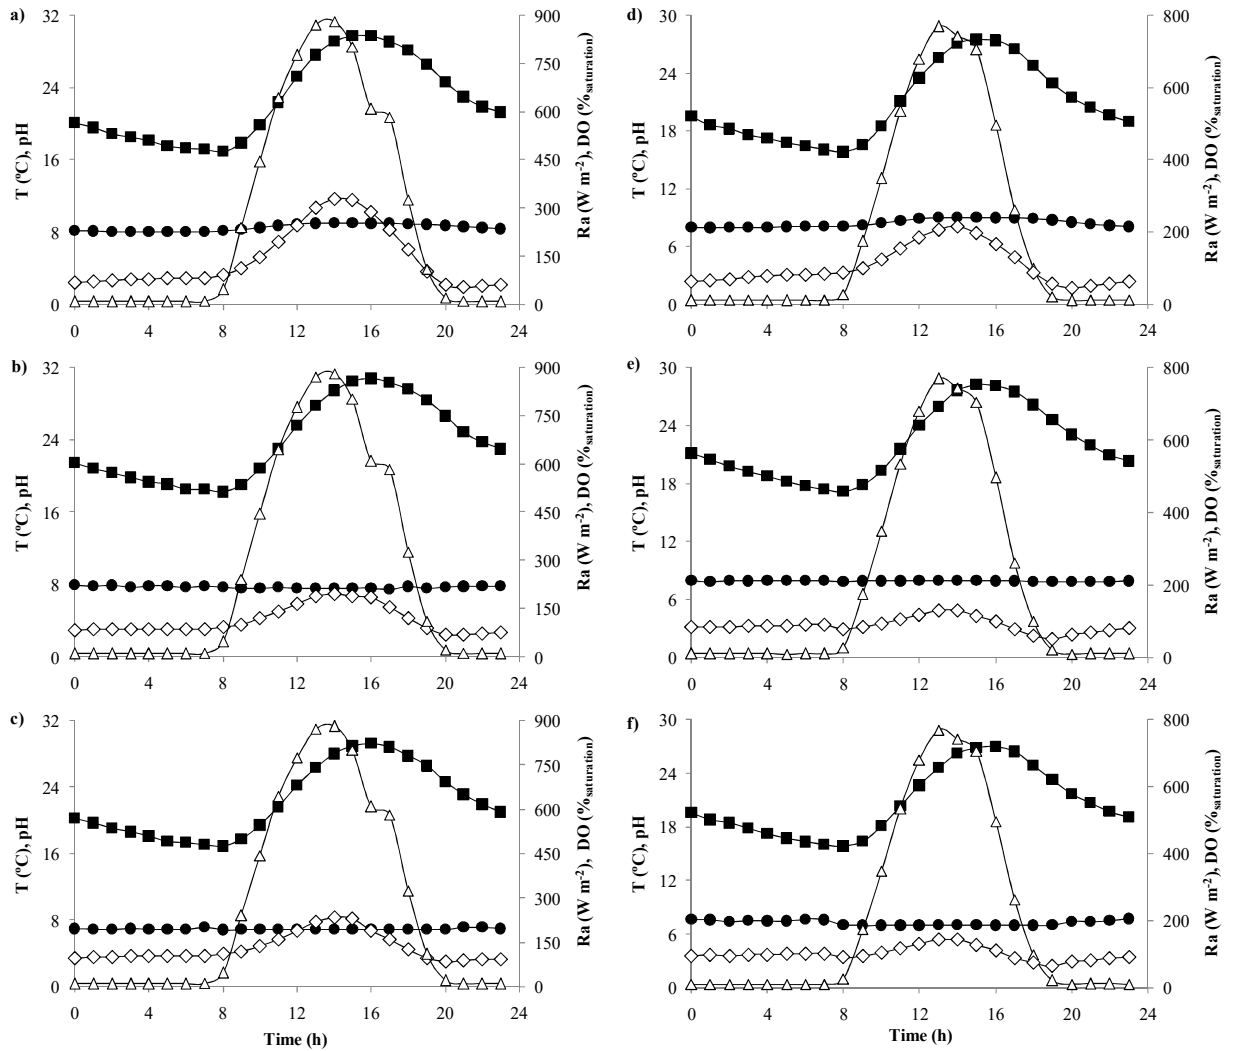 a)
32
24
16
8
0
T (ºC), pH
900
750
600
450
300
150
0
Ra (W m-2), DO (%saturation)
0 4 8 12 16 20 24
d)
30
24
18
12
6
0
T (ºC), pH
800
600
400
200
0
Ra (W m-2), DO (%saturation)
0 4 8 12 16 20 24
b)
32
24
16
8
0
T (ºC), pH
900
750
600
450
300
150
0
Ra (W m-2), DO (%saturation)
0 4 8 12 16 20 24
e)
30
24
18
12
6
0
T (ºC), pH
800
600
400
200
0
Ra (W m-2), DO (%saturation)
0 4 8 12 16 20 24
c)
32
24
16
8
0
T (ºC), pH
900
750
600
450
300
150
0
Ra (W m-2), DO (%saturation)
0 4 8 12 16 20 24
Time (h)
f)
30
24
18
12
6
0
T (ºC), pH
800
600
400
200
0
Ra (W m-2), DO (%saturation)
0 4 8 12 16 20 24
Time (h)